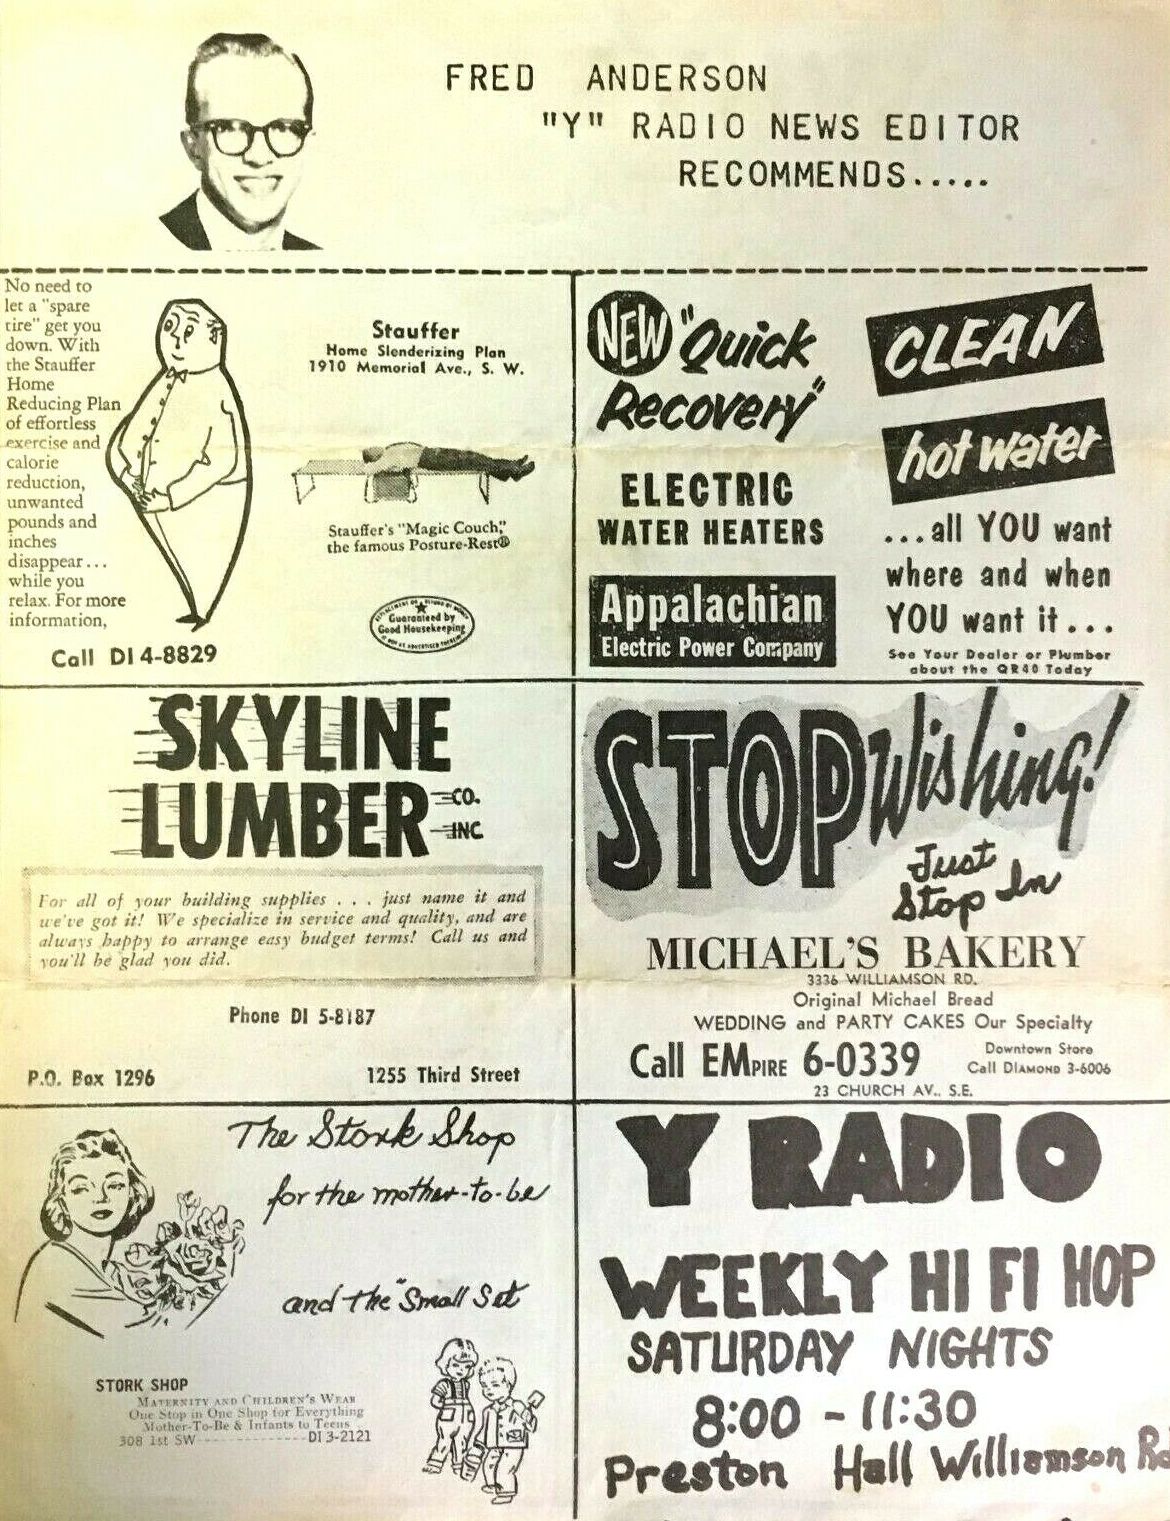 FRED ANDERSON
"Y" RADIO NEWS EDITOR
RECOMMENDS.....
No need to
let a "spare
tire" get you
down. With
the Stauffer
Home
Reducing Plan
of effortless
exercise and
calorie
reduction,
unwanted
pounds and
inches
disappear...
while you
relax. For more
information,
Call DI 4-8829
Stauffer
Home Slenderizing Plan
1910 Memorial Ave., S. W.
Stauffer's "Magic Couch,"
the famous Posture-Rest®
Guaranteed by
Good Housekeeping
NEW "Quick
Recovery"
ELECTRIC
WATER HEATERS
Appalachian
Electric Power Company
CLEAN
hot water
...all YOU want
where and when
YOU want it...
See Your Dealer or Plumber
about the QR40 Today
SKYLINE
LUMBER CO.
INC
For all of your building supplies . . . just name it and
we've got it! We specialize in service and quality, and are
always happy to arrange easy budget terms! Call us and
you'll be glad you did.
Phone DI 5-8187
P.O. Box 1296 1255 Third Street
STOP Wishing!
Just
Stop In
MICHAEL'S BAKERY
3336 WILLIAMSON RD.
Original Michael Bread
WEDDING and PARTY CAKES Our Specialty
Call EMPIRE 6-0339
Downtown Store
Call DIAMOND 3-6006
23 CHURCH AV., S.E.
The Stork Shop
for the mother-to-be
and the "Small Set
STORK SHOP
MATERNITY AND CHILDREN'S WEAR
One Stop in One Shop for Everything
Mother-To-Be & Infants to Teens
308 1st SW--------------DI 3-2121
Y RADIO
WEEKLY HI FI HOP
SATURDAY NIGHTS
8:00 - 11:30
Preston Hall Williamson Rd